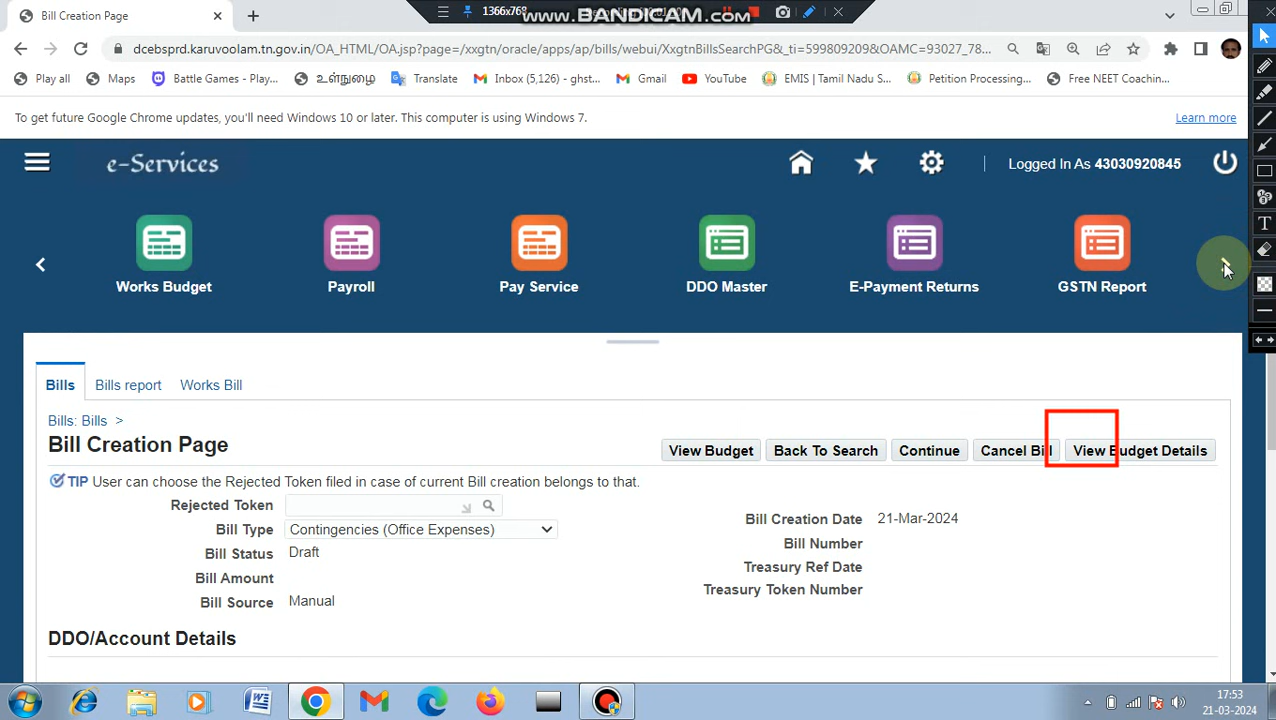 Bill Creation Page
1366x768
www.BANDICAM.com
dcebsprd.karuvoolam.tn.gov.in/OA_HTML/OA.jsp?page=/xxgtn/oracle/apps/ap/bills/webui/XxgtnBillsSearchPG&_ti=599809209&OAMC=93027_78...
Play all
Maps
Battle Games - Play...
உள்நுழை
Translate
Inbox (5,126) - ghst...
Gmail
YouTube
EMIS | Tamil Nadu S...
Petition Processing...
Free NEET Coachin...
To get future Google Chrome updates, you'll need Windows 10 or later. This computer is using Windows 7.
Learn more
e-Services
Logged In As 43030920845
Works Budget
Payroll
Pay Service
DDO Master
E-Payment Returns
GSTN Report
Bills
Bills report
Works Bill
Bills: Bills >
Bill Creation Page
View Budget
Back To Search
Continue
Cancel Bill
View Budget Details
TIP User can choose the Rejected Token filed in case of current Bill creation belongs to that.
Rejected Token
Bill Type Contingencies (Office Expenses)
Bill Status Draft
Bill Amount
Bill Source Manual
Bill Creation Date 21-Mar-2024
Bill Number
Treasury Ref Date
Treasury Token Number
DDO/Account Details
17:53
21-03-2024